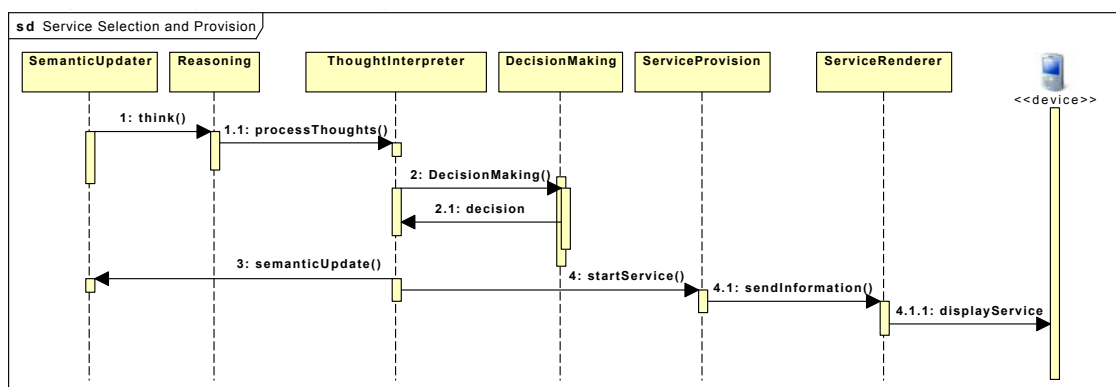 sd Service Selection and Provision
SemanticUpdater Reasoning ThoughtInterpreter DecisionMaking ServiceProvision ServiceRenderer
<<device>>
1: think()
1.1: processThoughts()
2: DecisionMaking()
2.1: decision
3: semanticUpdate()
4: startService()
4.1: sendInformation()
4.1.1: displayService